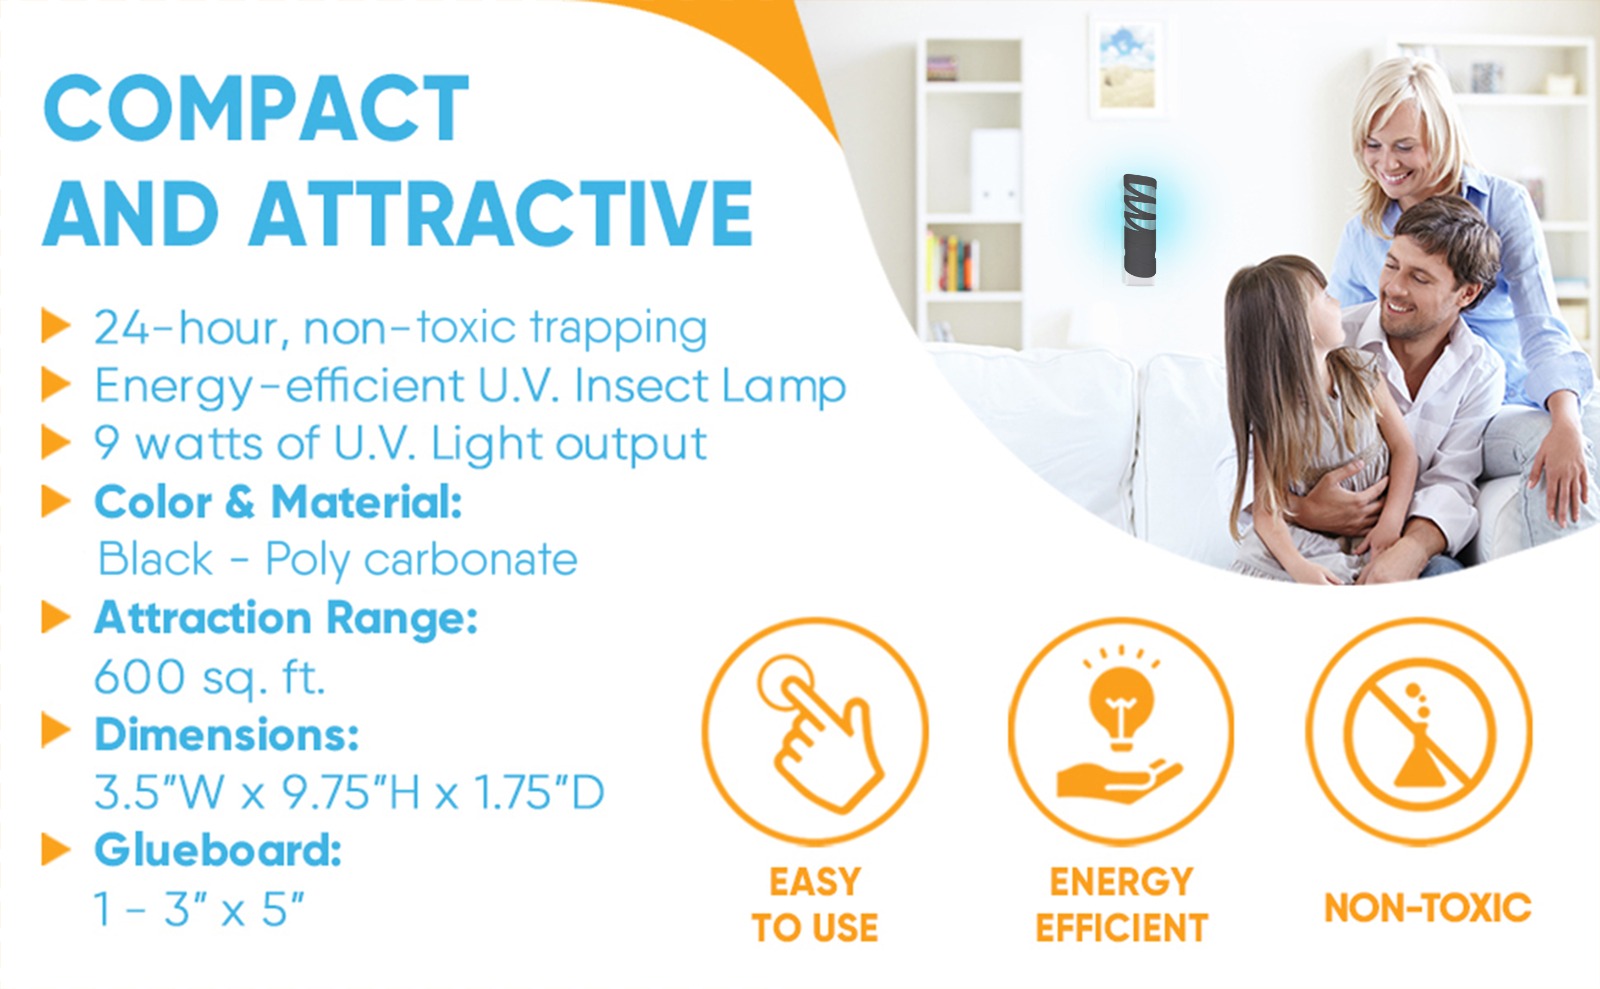 COMPACT
AND ATTRACTIVE
24-hour, non-toxic trapping
Energy-efficient U.V. Insect Lamp
9 watts of U.V. Light output
Color & Material:
Black - Poly carbonate
Attraction Range:
600 sq. ft.
Dimensions:
3.5"W x 9.75"H x 1.75"D
Glueboard:
1 - 3" x 5"
EASY
TO USE
ENERGY
EFFICIENT
NON-TOXIC